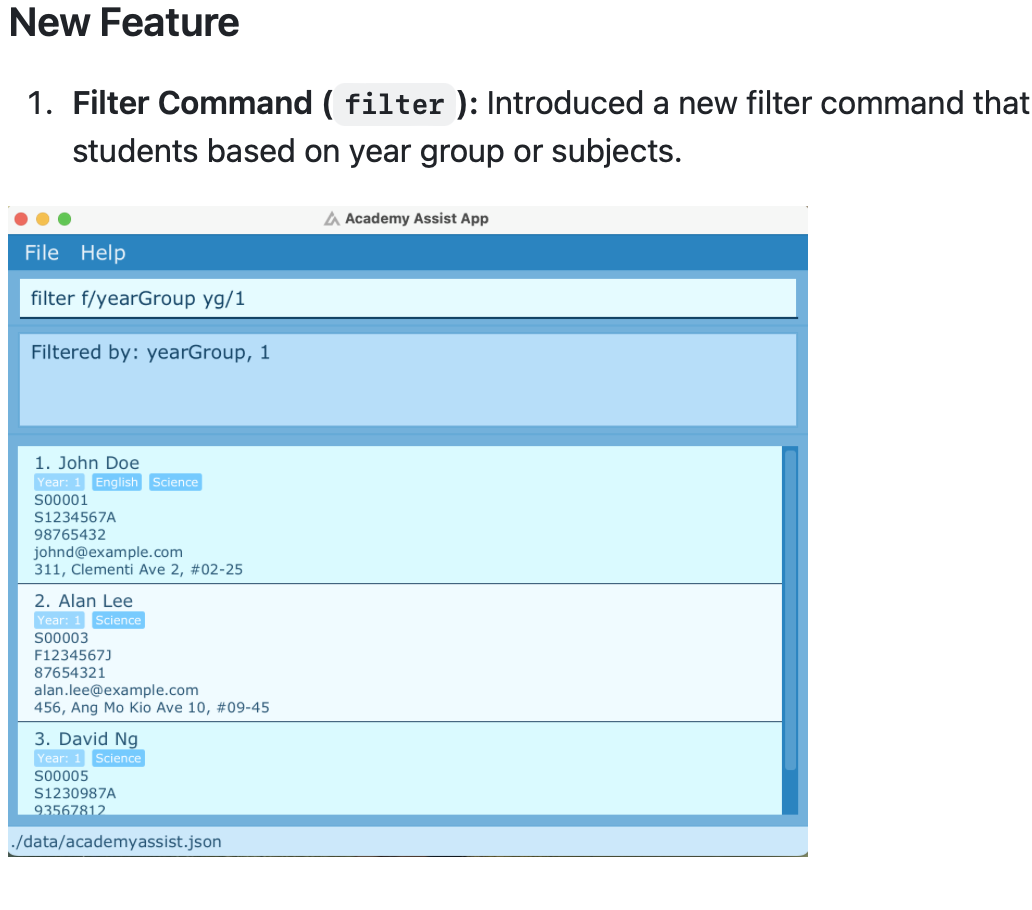 New Feature
1. Filter Command ( filter ): Introduced a new filter command that
students based on year group or subjects.
Academy Assist App
File Help
filter f/yearGroup yg/1
Filtered by: yearGroup, 1
1. John Doe
Year: 1 English Science
S00001
S1234567A
98765432
johnd@example.com
311, Clementi Ave 2, #02-25
2. Alan Lee
Year: 1 Science
S00003
F1234567J
87654321
alan.lee@example.com
456, Ang Mo Kio Ave 10, #09-45
3. David Ng
Year: 1 Science
S00005
S1230987A
93567812
./data/academyassist.json